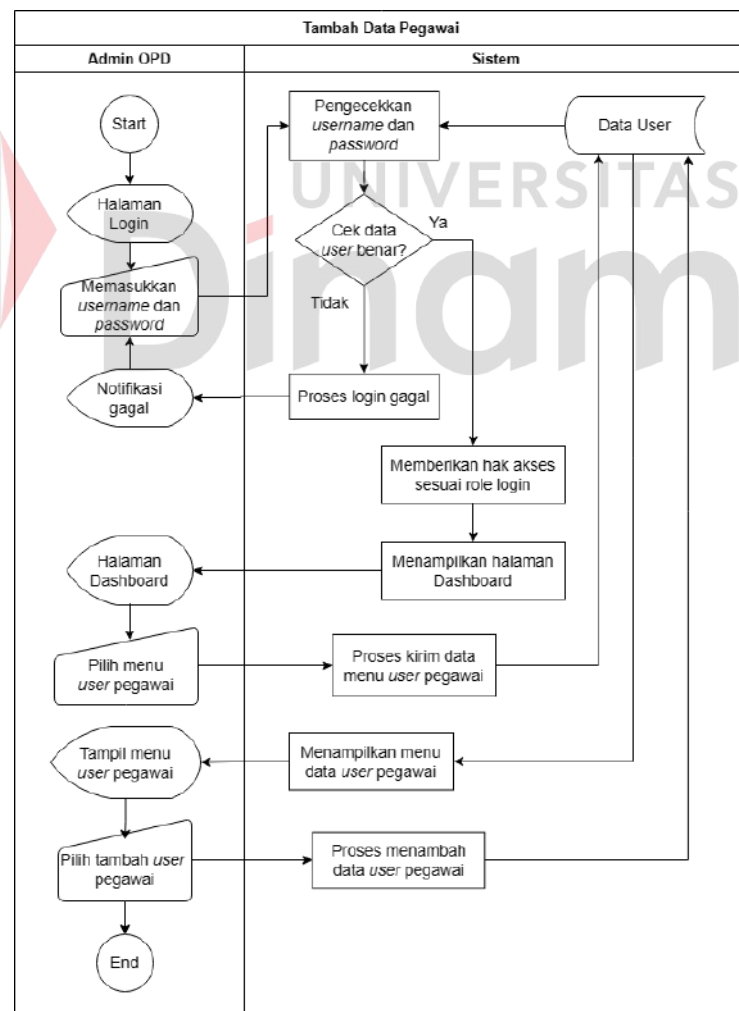 Tambah Data Pegawai
Admin OPD
Sistem
Start
Pengecekkan
username dan
password
Data User
UNIVERSITAS
Dinam
Halaman
Login
Cek data
user benar?
Ya
Tidak
Memasukkan
username dan
password
Notifikasi
gagal
Proses login gagal
Memberikan hak akses
sesuai role login
Halaman
Dashboard
Menampilkan halaman
Dashboard
Pilih menu
user pegawai
Proses kirim data
menu user pegawai
Tampil menu
user pegawai
Menampilkan menu
data user pegawai
Pilih tambah user
pegawai
Proses menambah
data user pegawai
End